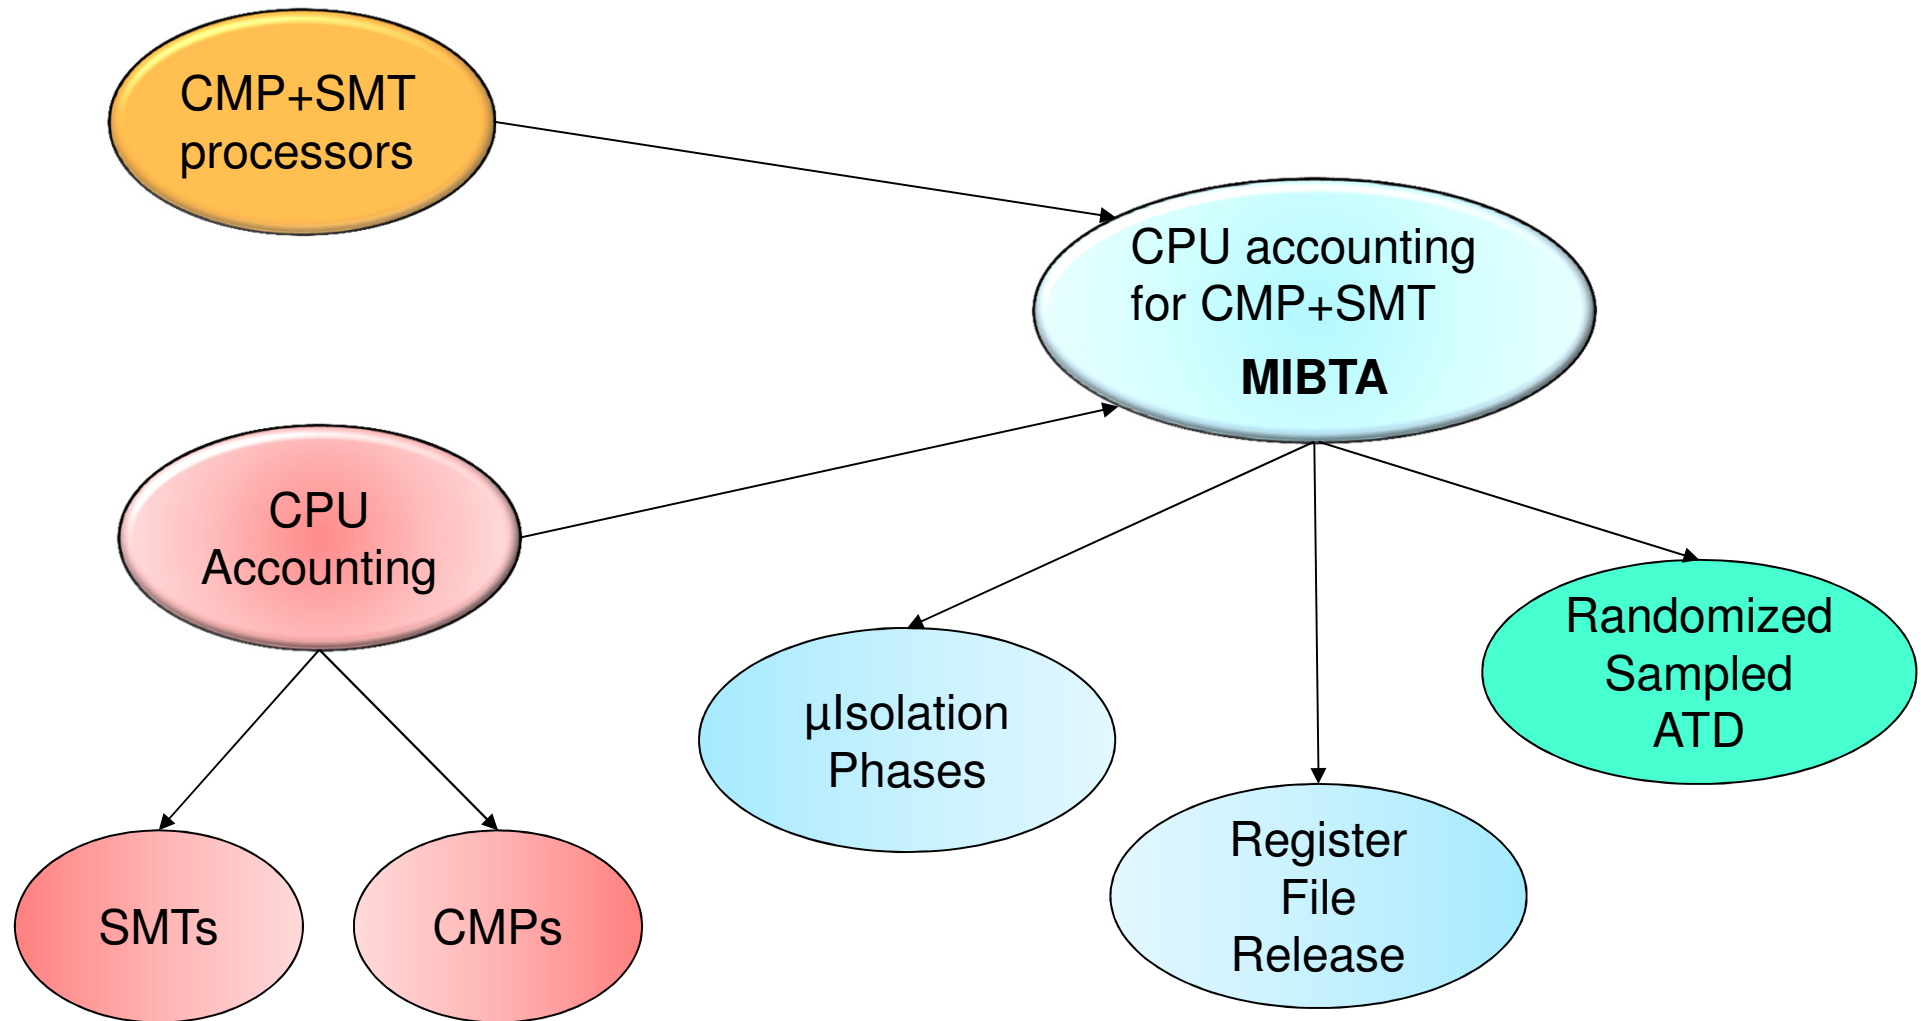 CMP+SMT
processors
CPU accounting
for CMP+SMT
MIBTA
CPU
Accounting
Randomized
Sampled
ATD
µIsolation
Phases
Register
File
Release
SMTs
CMPs